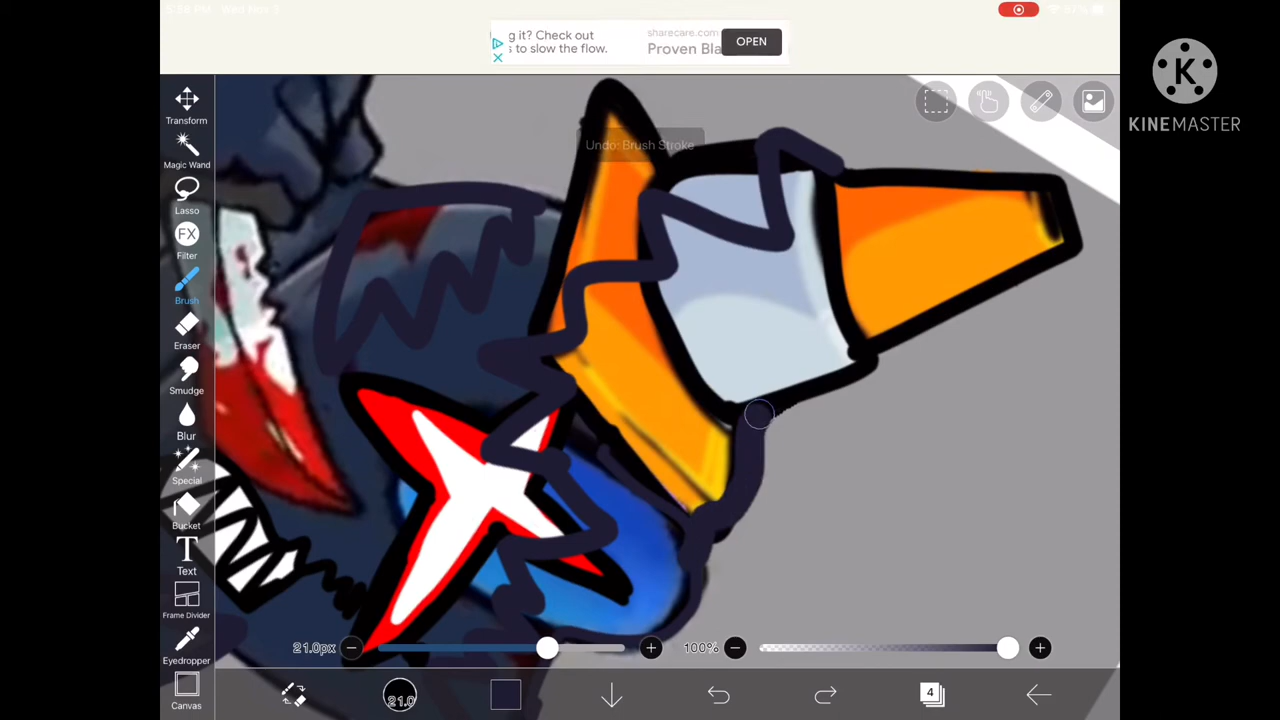 g it? Check out
s to slow the flow.
sharecare.com
Proven Bla
OPEN
KINEMASTER
K
Undo: Brush Stroke
Transform
Magic Wand
Lasso
FX
Filter
Brush
Eraser
Smudge
Blur
Special
Bucket
T
Text
Frame Divider
Eyedropper
Canvas
21.0px
100%
21.0
4